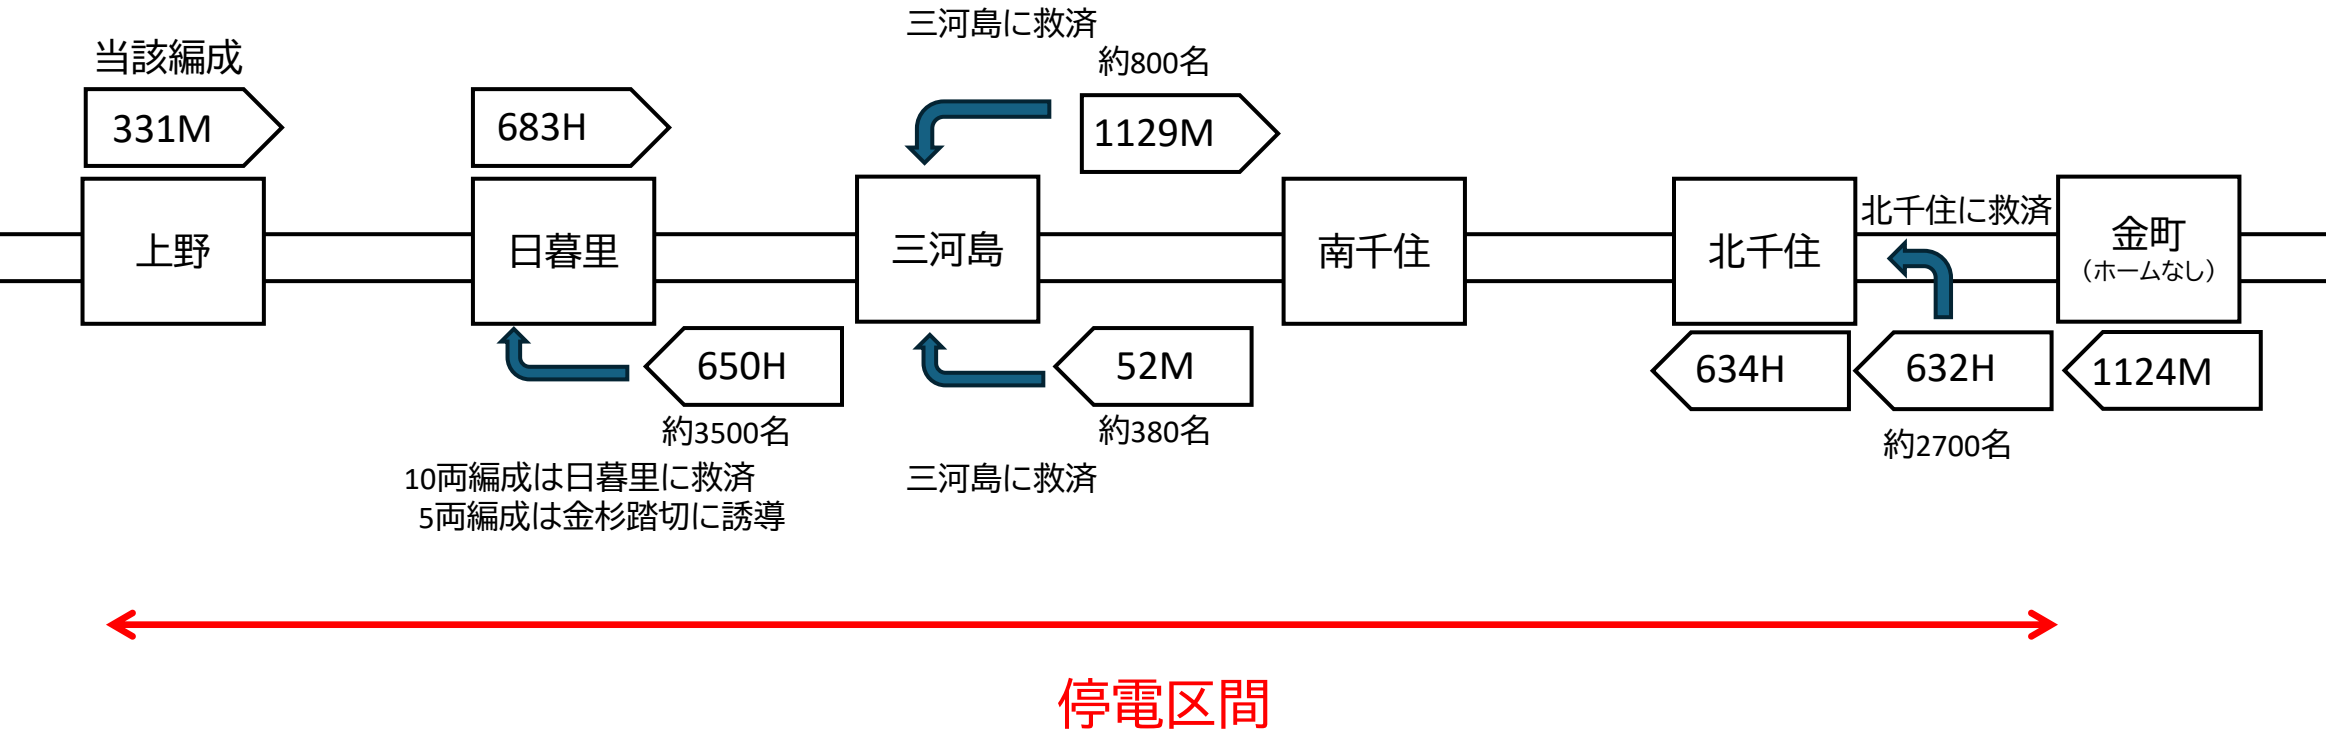 三河島に救済
約800名
当該編成
331M
683H
1129M
上野
日暮里
三河島
南千住
北千住
北千住に救済
金町
（ホームなし）
650H
52M
634H
632H
1124M
約3500名
約380名
約2700名
10両編成は日暮里に救済
5両編成は金杉踏切に誘導
三河島に救済
停電区間